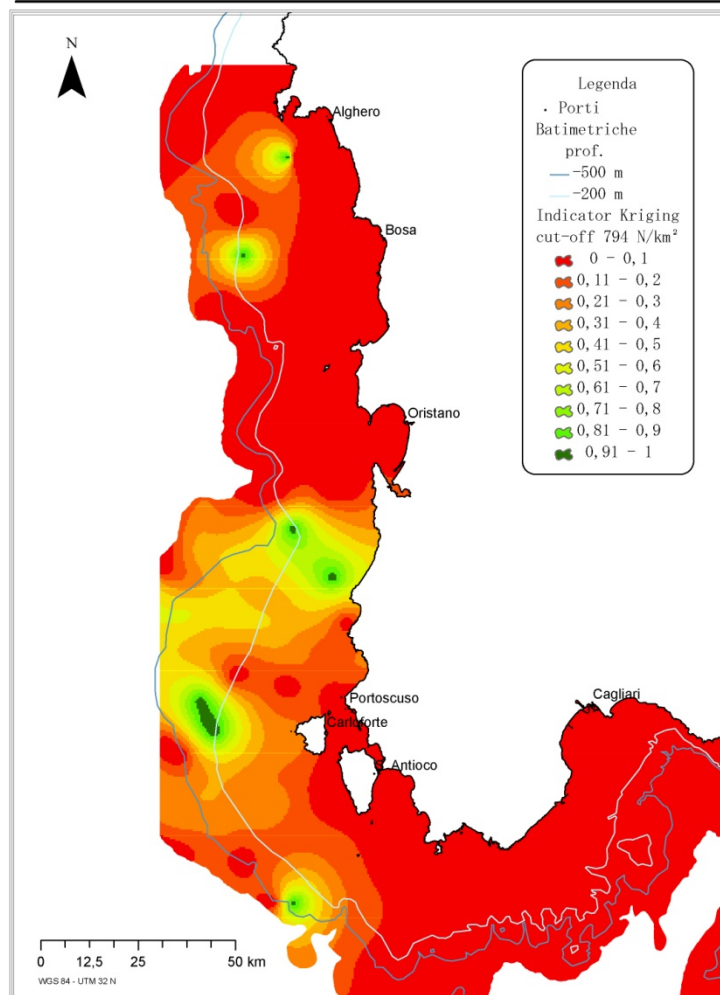 N
Alghero
Bosa
Oristano
Portoscuso
Carloforte
S. Antioco
Cagliari
Legenda
Porti
Batimetriche
prof.
-500 m
-200 m
Indicator Kriging
cut-off 794 N/km²
0 - 0,1
0,11 - 0,2
0,21 - 0,3
0,31 - 0,4
0,41 - 0,5
0,51 - 0,6
0,61 - 0,7
0,71 - 0,8
0,81 - 0,9
0,91 - 1
0 12,5 25 50 km
WGS 84 - UTM 32 N